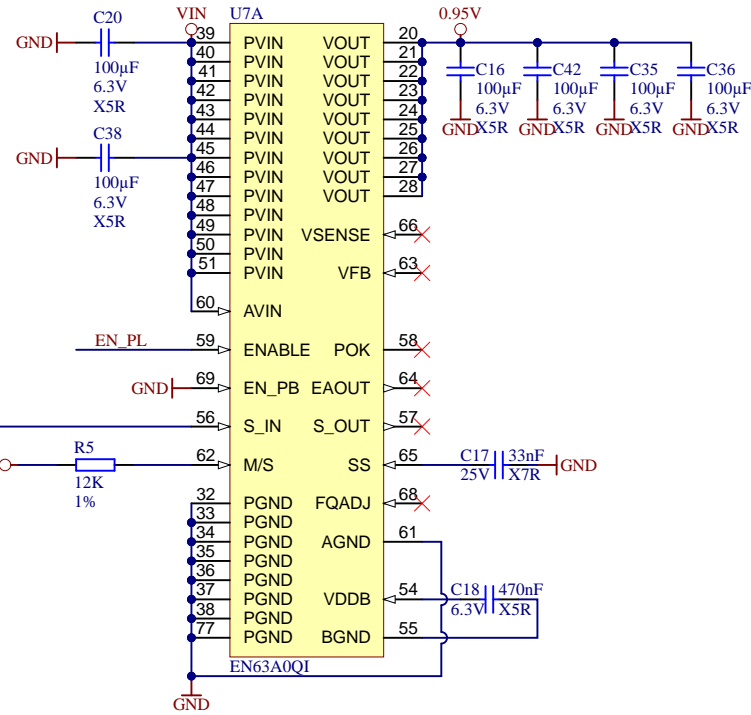 C20
VIN
U7A
0.95V
GND
100µF
6.3V
X5R
39
PVIN
VOUT
20
40
PVIN
VOUT
21
41
PVIN
VOUT
22
42
PVIN
VOUT
23
43
PVIN
VOUT
24
44
PVIN
VOUT
25
45
PVIN
VOUT
26
46
PVIN
VOUT
27
47
PVIN
VOUT
28
48
PVIN
49
PVIN
VSENSE
66
50
PVIN
51
PVIN
VFB
63
C16
100µF
6.3V
X5R
GND
C42
100µF
6.3V
X5R
GND
C35
100µF
6.3V
X5R
GND
C36
100µF
6.3V
X5R
GND
C38
GND
100µF
6.3V
X5R
60
AVIN
EN_PL
59
ENABLE
POK
58
GND
69
EN_PB
EAOUT
64
56
S_IN
S_OUT
57
R5
12K
1%
62
M/S
SS
65
C17
25V
33nF
X7R
GND
32
PGND
FQADJ
68
33
PGND
34
PGND
AGND
61
35
PGND
36
PGND
37
PGND
VDDB
54
C18
6.3V
470nF
X5R
38
PGND
77
PGND
BGND
55
EN63A0QI
GND